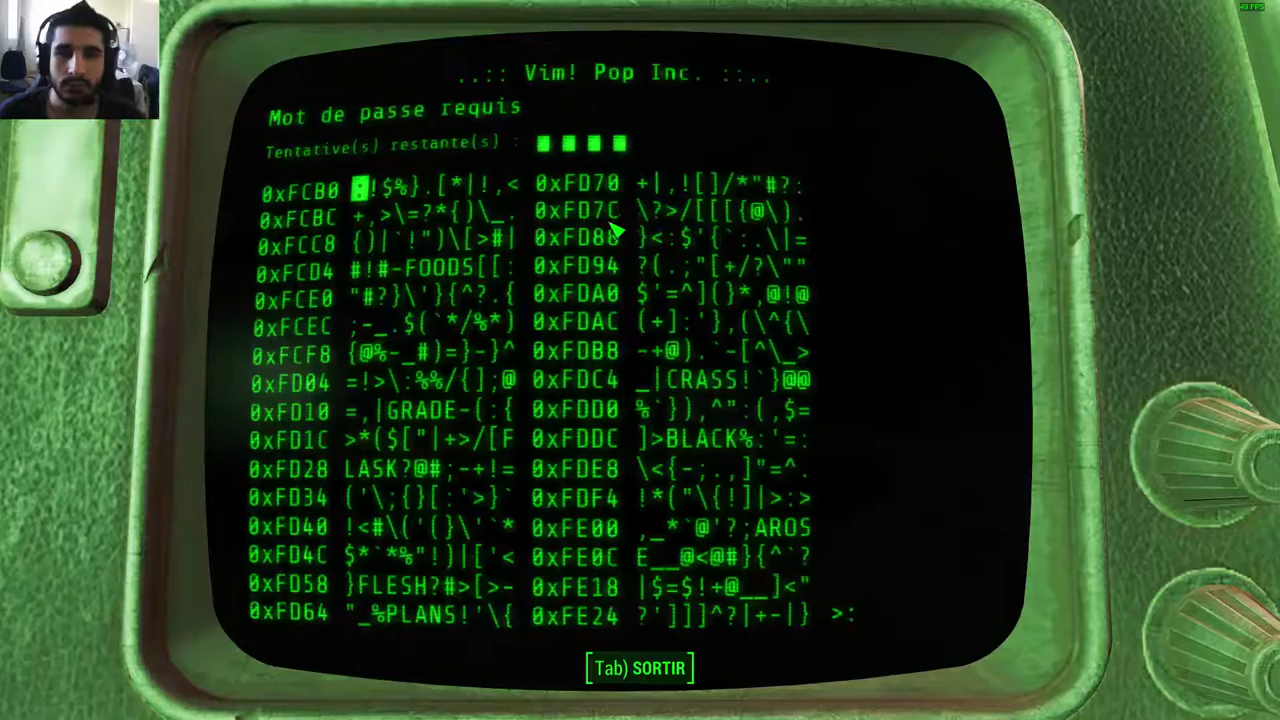 49 FPS
..:: Vim! Pop Inc. ::..
Mot de passe requis
Tentative(s) restante(s) :
0xFCB0 :!$%}.[*|!,< 0xFD70 +|,![]/*"#?:
0xFCBC +,>\=?*{)\_. 0xFD7C \?>/[[[{@\).
0xFCC8 {)|`!")\[>#| 0xFD88 }<:$'{`:.\|=
0xFCD4 #!#-FOODS[[: 0xFD94 ?(.;"[+/?\""
0xFCE0 "#?}\'}{^?.{ 0xFDA0 $'=^](}*,@!@
0xFCEC ;-_.$(`*/%*) 0xFDAC (+]:'},(\^{\
0xFCF8 {@%-_#)=}-}^ 0xFDB8 -+@).`-[^\_>
0xFD04 =!>\:%%/{];@ 0xFDC4 _|CRASS!`}@@
0xFD10 =,|GRADE-(:{ 0xFDD0 %`}),^":(,$=
0xFD1C >*($["|+>/[F 0xFDDC ]>BLACK%:'=:
0xFD28 LASK?@#;-+!= 0xFDE8 \<{-;.,]"=^.
0xFD34 ('\;{}[:'>}` 0xFDF4 !*("\{!]|>:>
0xFD40 !<#\('(}\'`* 0xFE00 ,_*`@'?;AROS
0xFD4C $*`*%"!)|['< 0xFE0C E__@<@#}{^`?
0xFD58 }FLESH?#>[>- 0xFE18 |$=$!+@__]<"
0xFD64 "_%PLANS!'\{ 0xFE24 ?']]]^?|+-|} >:
[Tab) SORTIR]